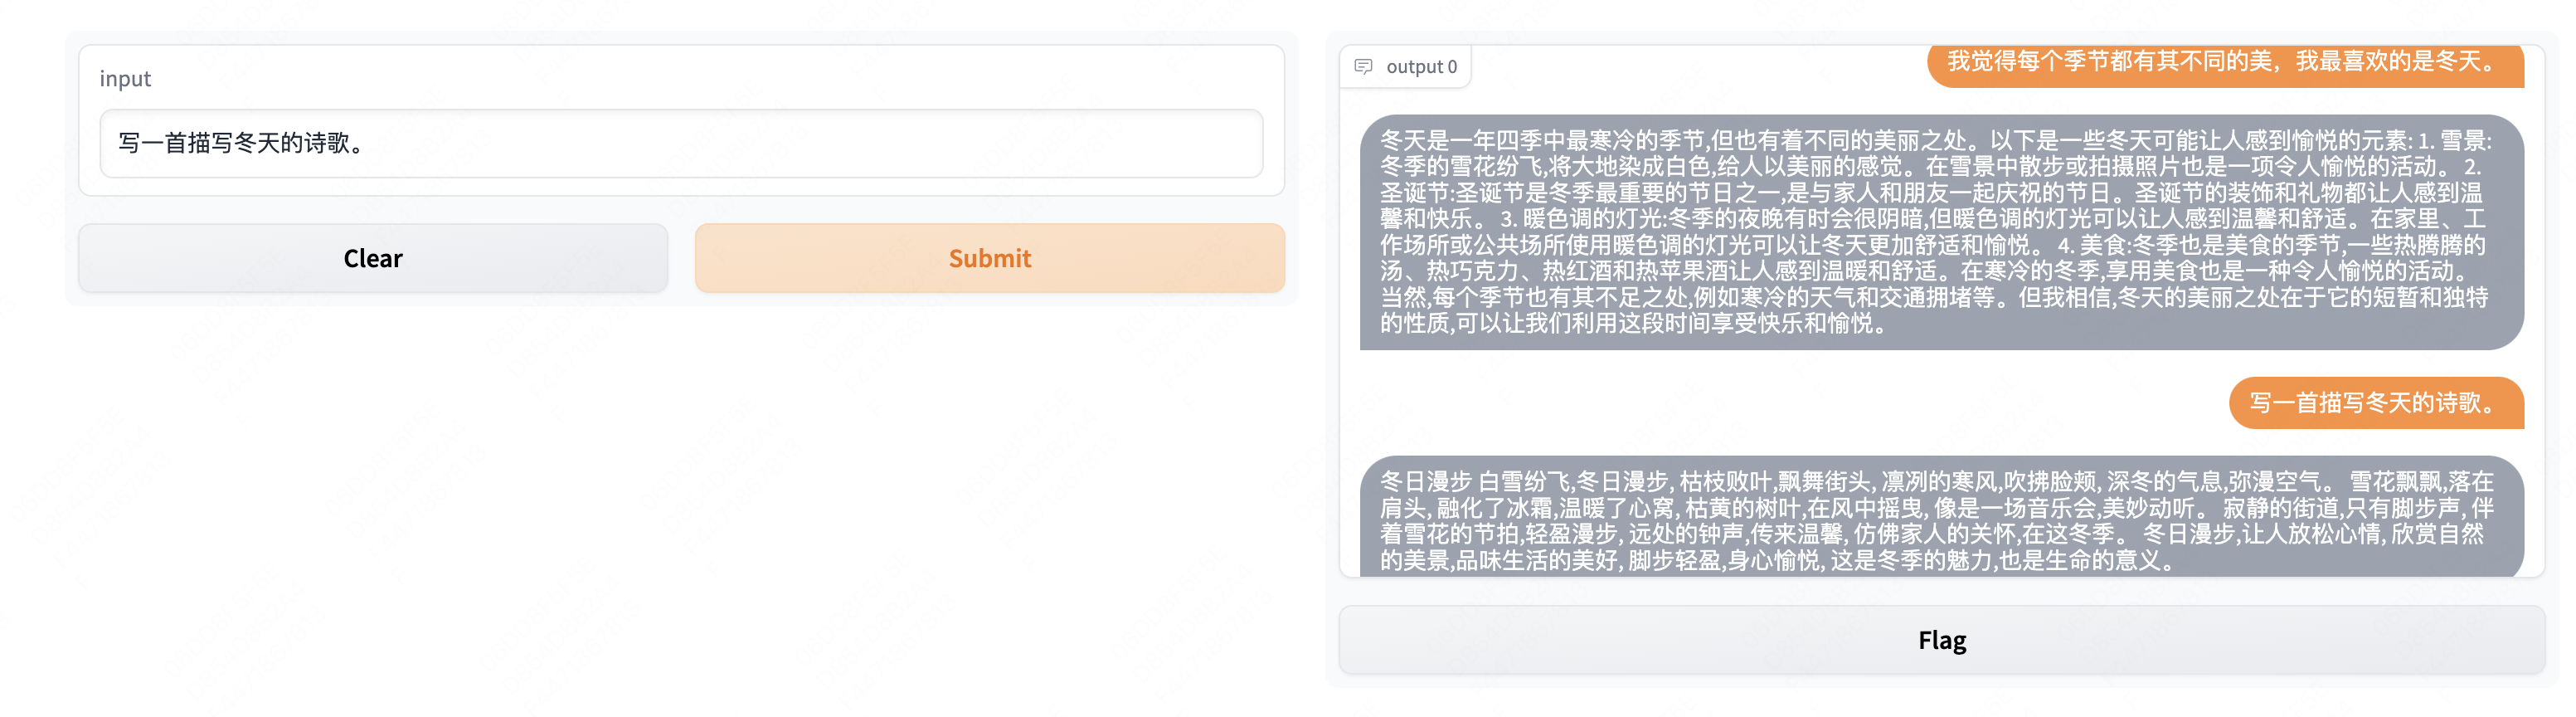 input
写一首描写冬天的诗歌。
Clear
Submit
output 0
我觉得每个季节都有其不同的美，我最喜欢的是冬天。
冬天是一年四季中最寒冷的季节,但也有着不同的美丽之处。以下是一些冬天可能让人感到愉悦的元素: 1. 雪景:
冬季的雪花纷飞,将大地染成白色,给人以美丽的感觉。在雪景中散步或拍摄照片也是一项令人愉悦的活动。 2.
圣诞节:圣诞节是冬季最重要的节日之一,是与家人和朋友一起庆祝的节日。圣诞节的装饰和礼物都让人感到温
馨和快乐。 3. 暖色调的灯光:冬季的夜晚有时会很阴暗,但暖色调的灯光可以让人感到温馨和舒适。在家里、工
作场所或公共场所使用暖色调的灯光可以让冬天更加舒适和愉悦。 4. 美食:冬季也是美食的季节,一些热腾腾的
汤、热巧克力、热红酒和热苹果酒让人感到温暖和舒适。在寒冷的冬季,享用美食也是一种令人愉悦的活动。
当然,每个季节也有其不足之处,例如寒冷的天气和交通拥堵等。但我相信,冬天的美丽之处在于它的短暂和独特
的性质,可以让我们利用这段时间享受快乐和愉悦。
写一首描写冬天的诗歌。
冬日漫步 白雪纷飞,冬日漫步, 枯枝败叶,飘舞街头, 凛冽的寒风,吹拂脸颊, 深冬的气息,弥漫空气。 雪花飘飘,落在
肩头, 融化了冰霜,温暖了心窝, 枯黄的树叶,在风中摇曳, 像是一场音乐会,美妙动听。 寂静的街道,只有脚步声, 伴
着雪花的节拍,轻盈漫步, 远处的钟声,传来温馨, 仿佛家人的关怀,在这冬季。 冬日漫步,让人放松心情, 欣赏自然
的美景,品味生活的美好, 脚步轻盈,身心愉悦, 这是冬季的魅力,也是生命的意义。
Flag